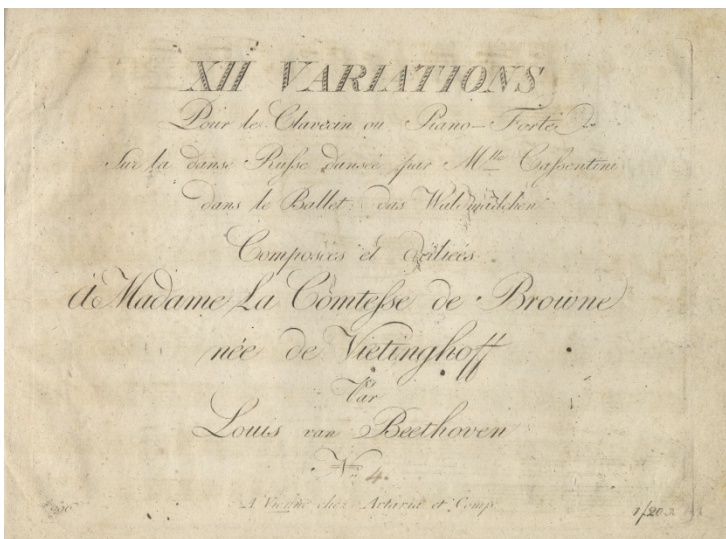 XII VARIATIONS
Pour le Clavecin ou Piano-Forte
Sur la danse Russe dansée par Mlle Cassentini
dans le Ballet: das Waldmädchen
Composées et dediées
à Madame La Comtesse de Browne
née de Vietinghoff
Par
Louis van Beethoven
No 4.
A Vienne chez Artaria et Comp.